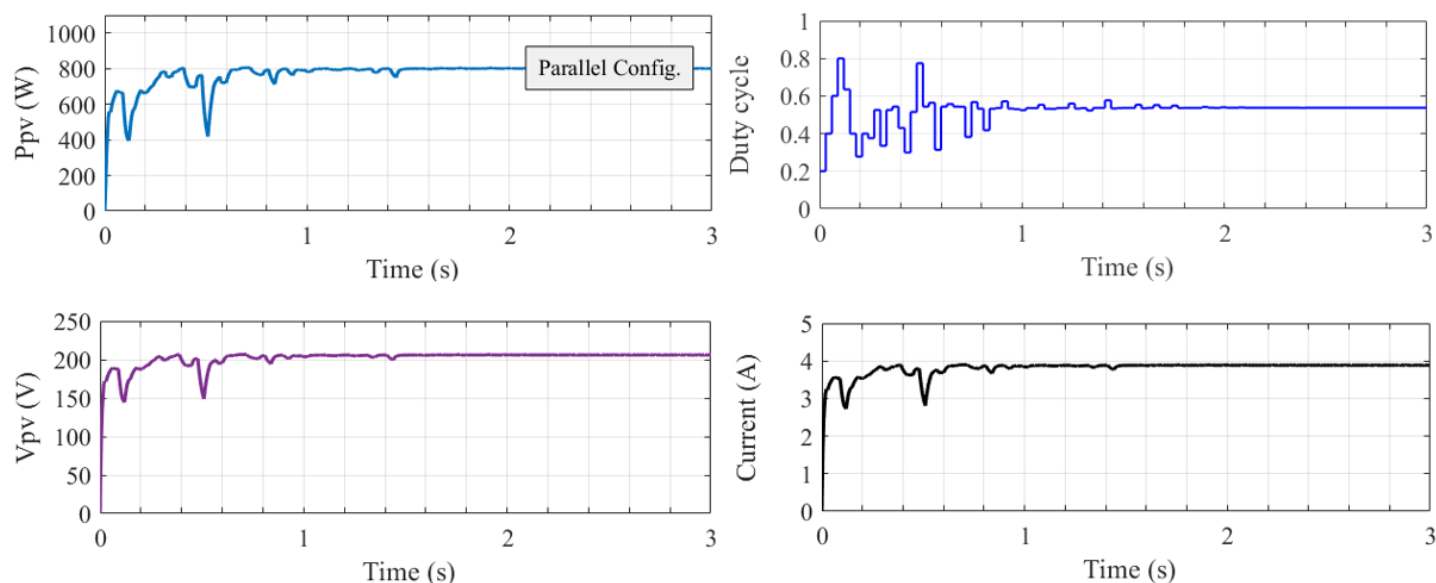 Ppv (W)
1000
800
600
400
200
0
Parallel Config.
0 1 2 3
Time (s)
Duty cycle
1
0.8
0.6
0.4
0.2
0
0 1 2 3
Time (s)
Vpv (V)
250
200
150
100
50
0
0 1 2 3
Time (s)
Current (A)
5
4
3
2
1
0
0 1 2 3
Time (s)